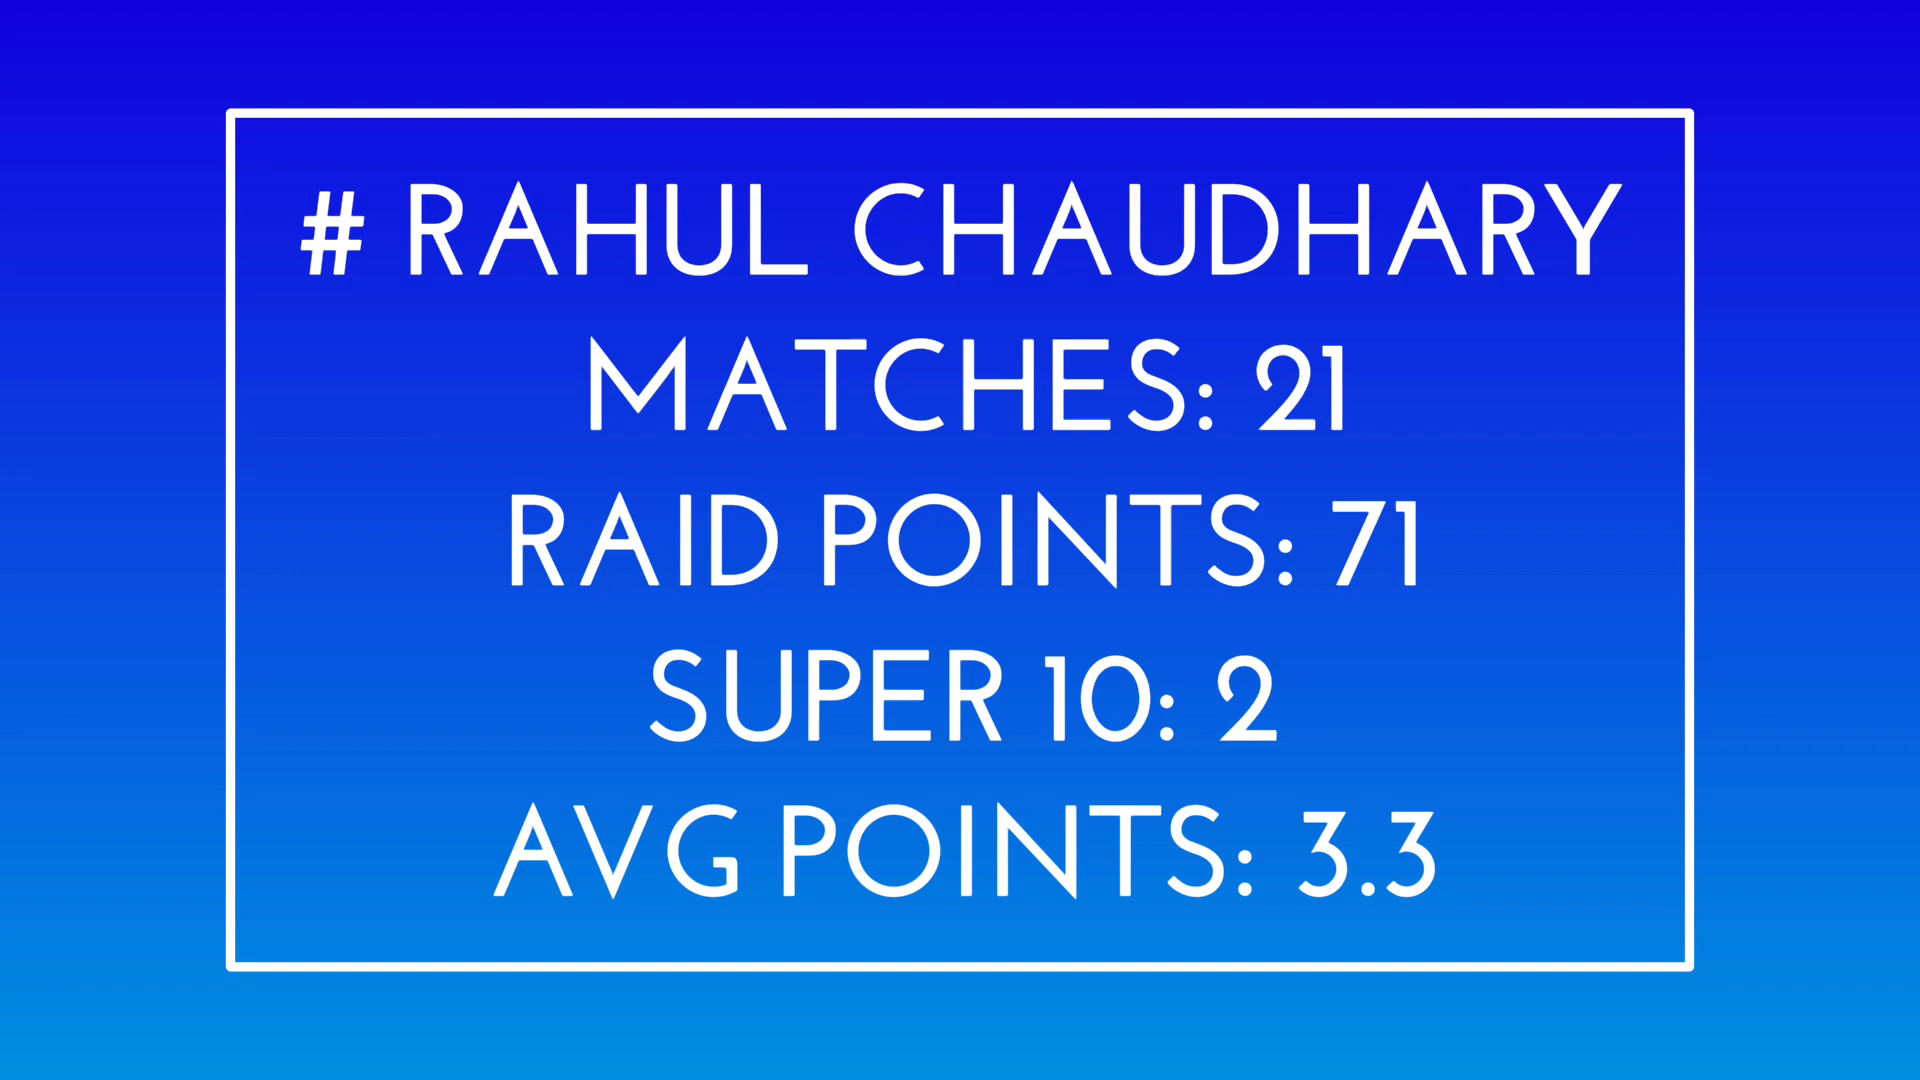 # RAHUL CHAUDHARY
MATCHES: 21
RAID POINTS: 71
SUPER 10: 2
AVG POINTS: 3.3